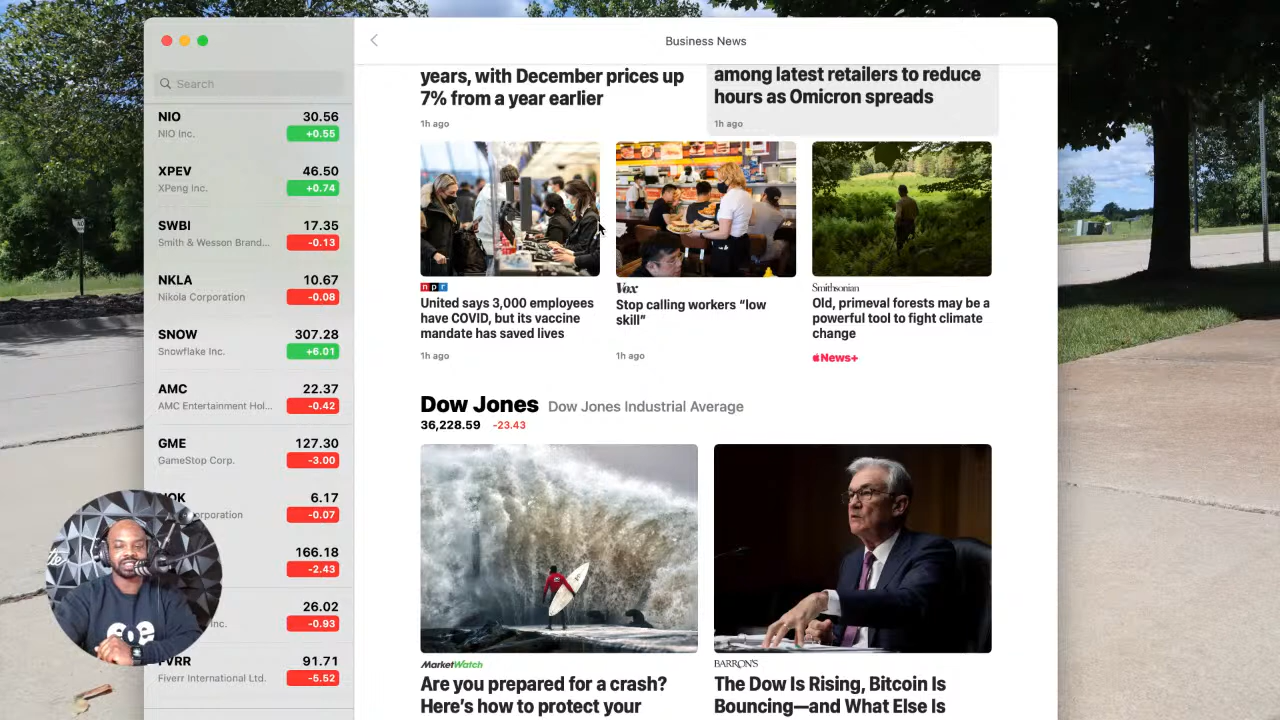 Business News
Search
NIO 30.56
NIO Inc. +0.55
XPEV 46.50
XPeng Inc. +0.74
SWBI 17.35
Smith & Wesson Brand... -0.13
NKLA 10.67
Nikola Corporation -0.08
SNOW 307.28
Snowflake Inc. +6.01
AMC 22.37
AMC Entertainment Hol... -0.42
GME 127.30
GameStop Corp. -3.00
OK 6.17
orporation -0.07
166.18
-2.43
26.02
nc. -0.93
FVRR 91.71
Fiverr International Ltd. -5.52
years, with December prices up
7% from a year earlier
1h ago
among latest retailers to reduce
hours as Omicron spreads
1h ago
npr
United says 3,000 employees
have COVID, but its vaccine
mandate has saved lives
1h ago
Vox
Stop calling workers “low
skill”
1h ago
Smithsonian
Old, primeval forests may be a
powerful tool to fight climate
change
News+
Dow Jones Dow Jones Industrial Average
36,228.59 -23.43
MarketWatch
Are you prepared for a crash?
Here’s how to protect your
BARRON'S
The Dow Is Rising, Bitcoin Is
Bouncing—and What Else Is